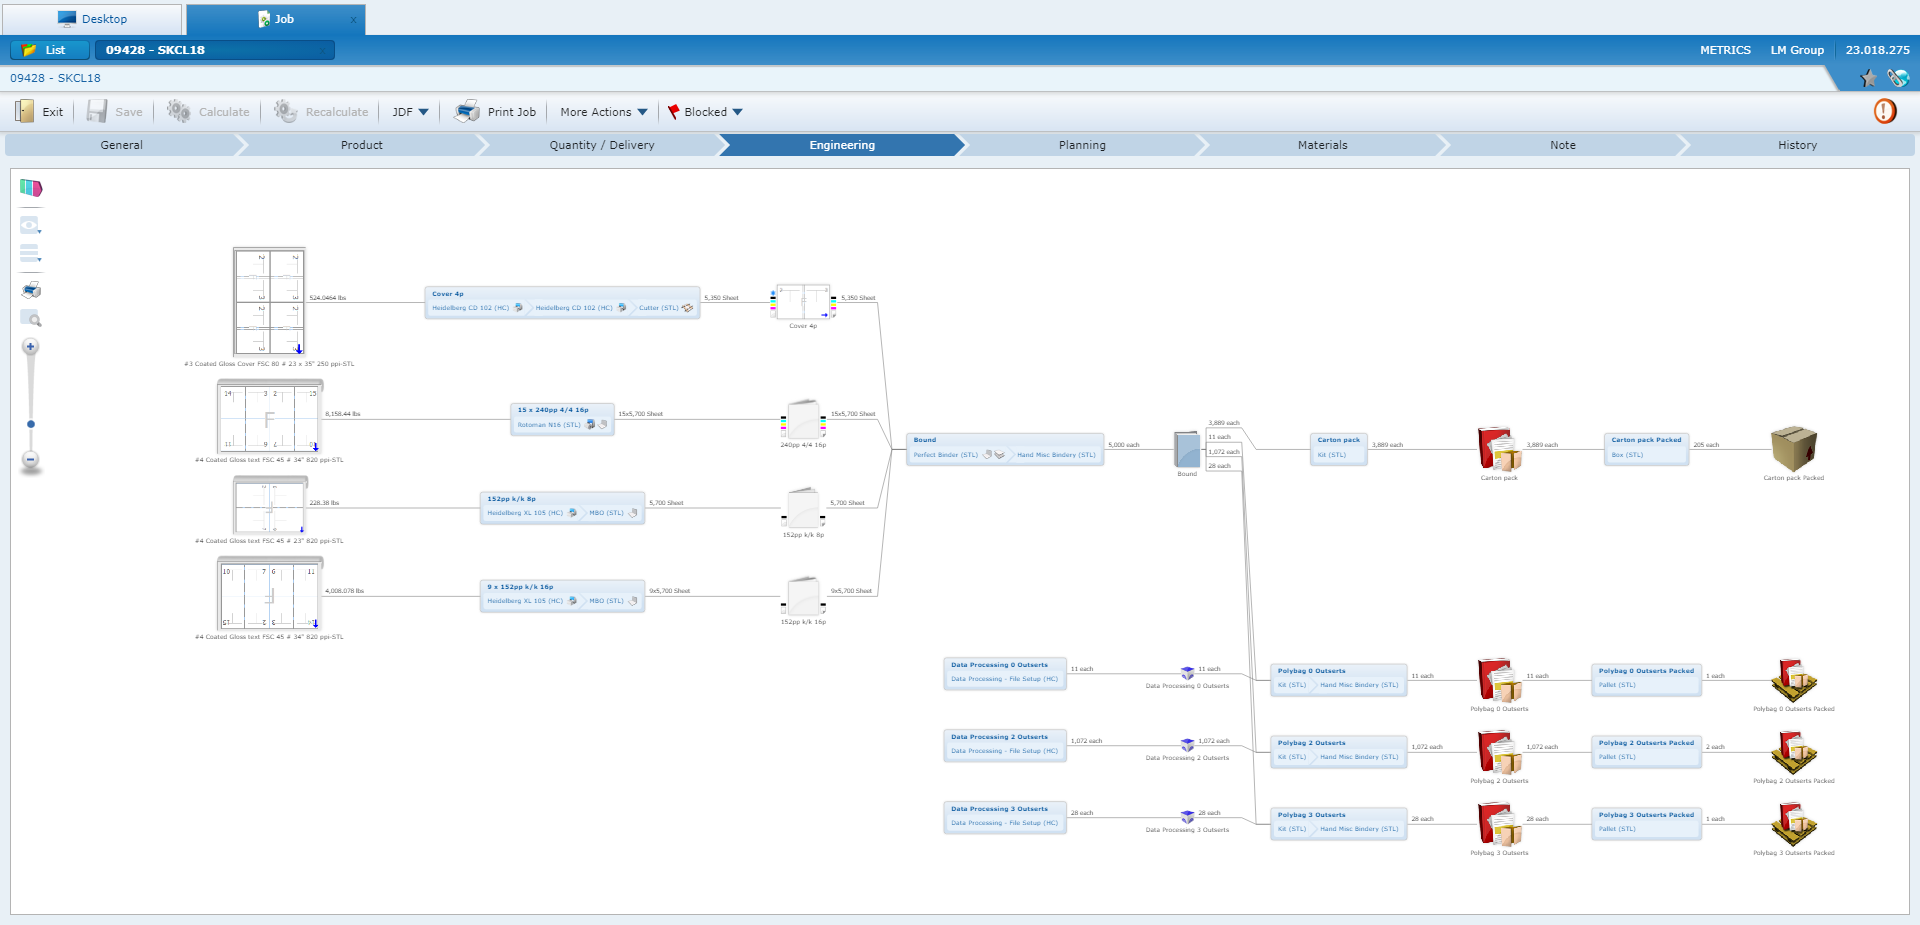 Desktop
Job
x
List
09428 - SKCL18
METRICS
LM Group
23.018.275
09428 - SKCL18
Exit
Save
Calculate
Recalculate
JDF
Print Job
More Actions
Blocked
General
Product
Quantity / Delivery
Engineering
Planning
Materials
Note
History
524.0464 lbs
Cover 4p
Heidelberg CD 102 (HC)
Heidelberg CD 102 (HC)
Cutter (STL)
5,350 Sheet
5,350 Sheet
Cover 4p
#3 Coated Gloss Cover FSC 80 # 23 x 35" 250 ppi-STL
14 3 2 15
8,158.44 lbs
15 x 240pp 4/4 16p
Rotoman N16 (STL)
15x5,700 Sheet
15x5,700 Sheet
240pp 4/4 16p
#4 Coated Gloss text FSC 45 # 34" 820 ppi-STL
Bound
Perfect Binder (STL)
Hand Misc Bindery (STL)
5,000 each
Bound
3,889 each
11 each
1,072 each
28 each
Carton pack
Kit (STL)
3,889 each
Carton pack
3,889 each
Carton pack Packed
Box (STL)
205 each
Carton pack Packed
228.38 lbs
152pp k/k 8p
Heidelberg XL 105 (HC)
MBO (STL)
5,700 Sheet
5,700 Sheet
152pp k/k 8p
#4 Coated Gloss text FSC 45 # 23" 820 ppi-STL
10 7 6 11
4,008.078 lbs
9 x 152pp k/k 16p
Heidelberg XL 105 (HC)
MBO (STL)
9x5,700 Sheet
9x5,700 Sheet
152pp k/k 16p
#4 Coated Gloss text FSC 45 # 34" 820 ppi-STL
Data Processing 0 Outserts
Data Processing - File Setup (HC)
11 each
11 each
Data Processing 0 Outserts
Polybag 0 Outserts
Kit (STL)
Hand Misc Bindery (STL)
11 each
11 each
Polybag 0 Outserts
Polybag 0 Outserts Packed
Pallet (STL)
1 each
Polybag 0 Outserts Packed
Data Processing 2 Outserts
Data Processing - File Setup (HC)
1,072 each
1,072 each
Data Processing 2 Outserts
Polybag 2 Outserts
Kit (STL)
Hand Misc Bindery (STL)
1,072 each
1,072 each
Polybag 2 Outserts
Polybag 2 Outserts Packed
Pallet (STL)
2 each
Polybag 2 Outserts Packed
Data Processing 3 Outserts
Data Processing - File Setup (HC)
28 each
28 each
Data Processing 3 Outserts
Polybag 3 Outserts
Kit (STL)
Hand Misc Bindery (STL)
28 each
28 each
Polybag 3 Outserts
Polybag 3 Outserts Packed
Pallet (STL)
1 each
Polybag 3 Outserts Packed